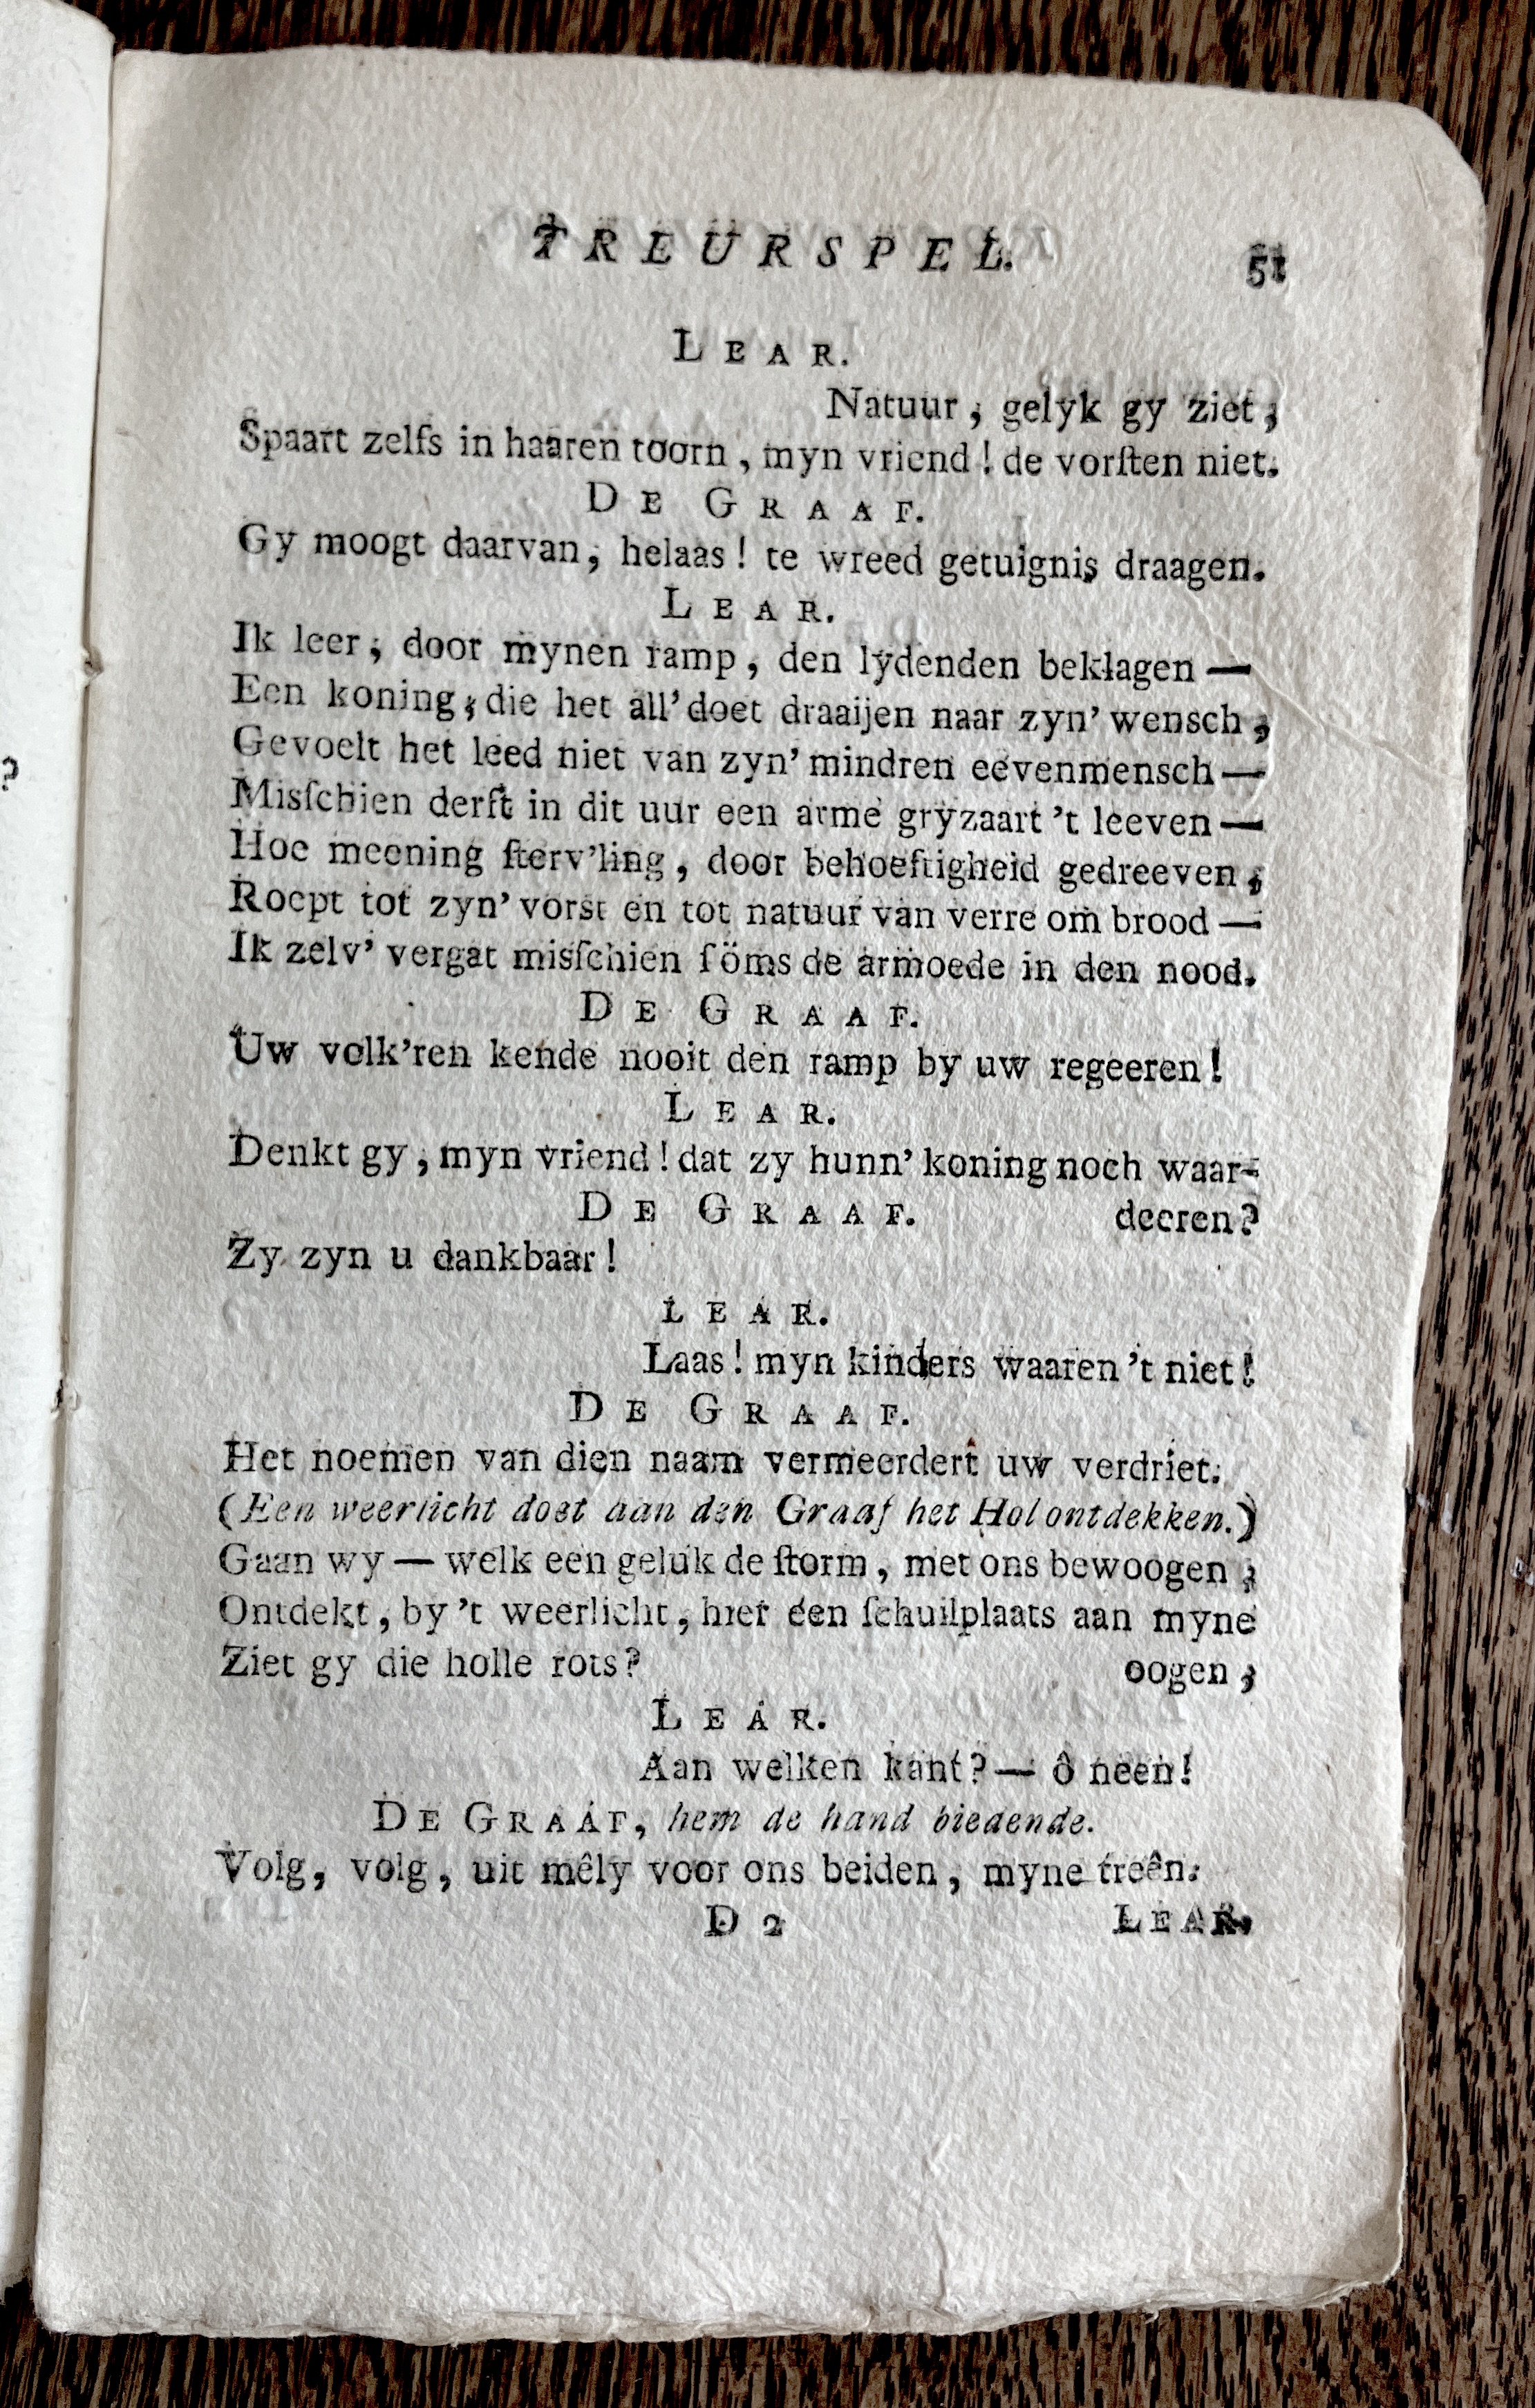 TREURSPEL. 51
LEAR.
Natuur, gelyk gy ziet,
Spaart zelfs in haaren toorn, myn vriend! de vorſten niet.
DE GRAAF.
Gy moogt daarvan, helaas! te wreed getuignis draagen.
LEAR.
Ik leer, door mynen ramp, den lydenden beklagen —
Een koning, die het all' doet draaijen naar zyn' wensch,
Gevoelt het leed niet van zyn' mindren eevenmensch —
Misſchien derft in dit uur een arme gryzaart 't leeven —
Hoe meening ſterv'ling, door behoeftigheid gedreeven,
Roept tot zyn' vorst en tot natuur van verre om brood —
Ik zelv' vergat misſchien ſoms de armoede in den nood.
DE GRAAF.
Uw volk'ren kende nooit den ramp by uw regeeren!
LEAR.
Denkt gy, myn vriend! dat zy hunn' koning noch waar-
DE GRAAF. deeren?
Zy zyn u dankbaar!
LEAR.
Laas! myn kinders waaren 't niet!
DE GRAAF.
Het noemen van dien naam vermeerdert uw verdriet.
(Een weerlicht doet aan den Graaf het Hol ontdekken.)
Gaan wy — welk een geluk de ſtorm, met ons bewoogen,
Ontdekt, by 't weerlicht, hier een ſchuilplaats aan myne
Ziet gy die holle rots? oogen,
LEAR.
Aan welken kant? — ô neen!
DE GRAAF, hem de hand biedende.
Volg, volg, uit mêly voor ons beiden, myne treên.
D 2 LEAR.